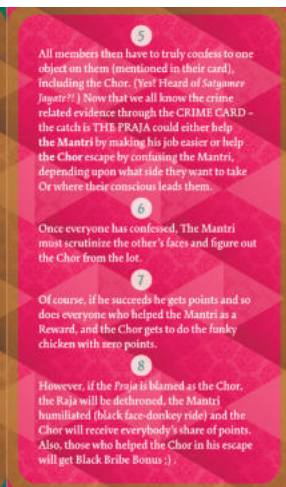 5
All members then have to truly confess to one
object on them (mentioned in their card),
including the Chor. (Yes! Heard of Satyamev
Jayate?! ) Now that we all know the crime
related evidence through the CRIME CARD –
the catch is THE PRAJA could either help
the Mantri by making his job easier or help
the Chor escape by confusing the Mantri,
depending upon what side they want to take
Or where their conscious leads them.
6
Once everyone has confessed, The Mantri
must scrutinize the other's faces and figure out
the Chor from the lot.
7
Of course, if he succeeds he gets points and so
does everyone who helped the Mantri as a
Reward, and the Chor gets to do the funky
chicken with zero points.
8
However, if the Praja is blamed as the Chor,
the Raja will be dethroned, the Mantri
humiliated (black face-donkey ride) and the
Chor will receive everybody's share of points.
Also, those who helped the Chor in his escape
will get Black Bribe Bonus ;) .